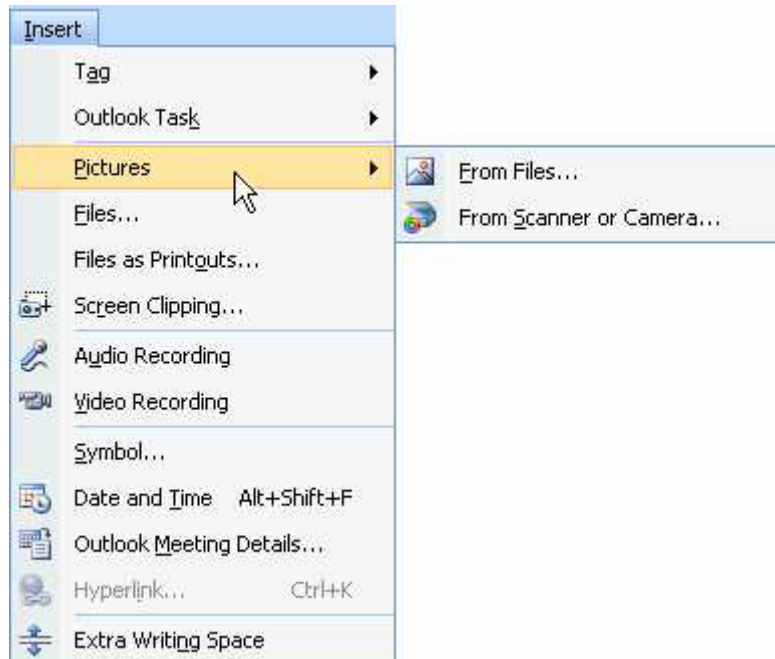 Insert
Tag
Outlook Task
Pictures
From Files...
From Scanner or Camera...
Files...
Files as Printouts...
Screen Clipping...
Audio Recording
Video Recording
Symbol...
Date and Time Alt+Shift+F
Outlook Meeting Details...
Hyperlink... Ctrl+K
Extra Writing Space